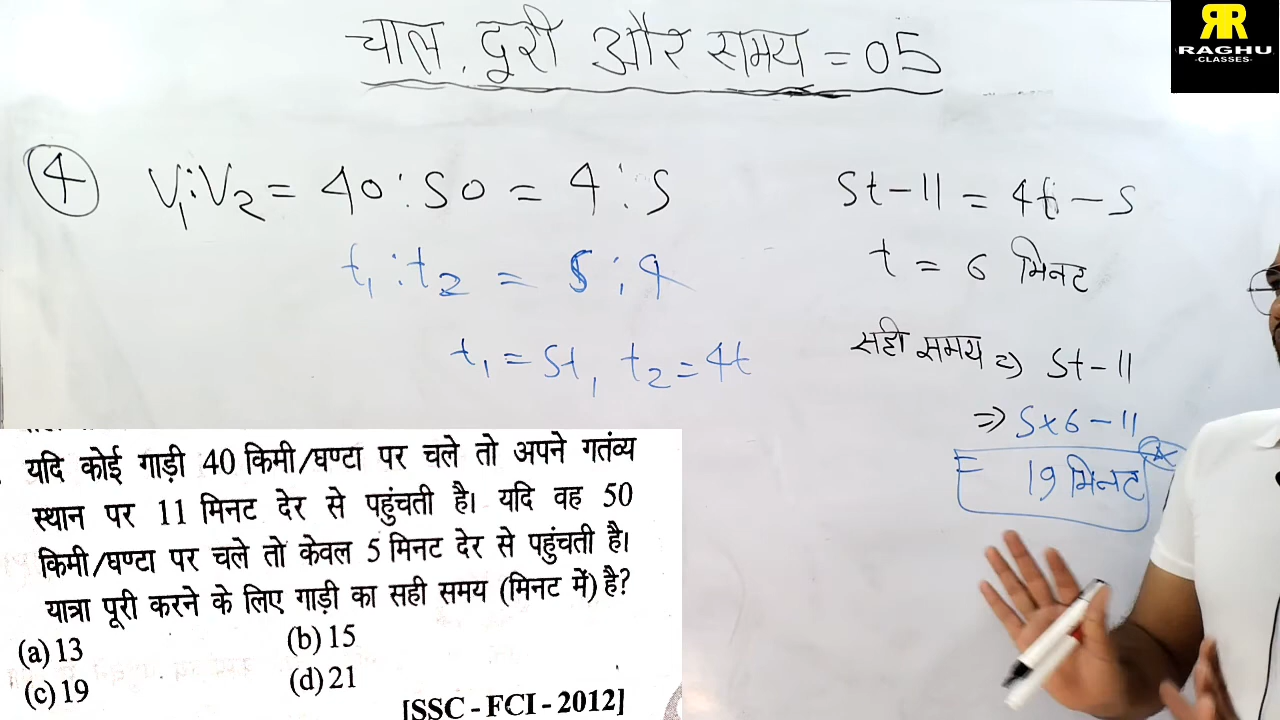 चाल, दूरी और समय = 05
RR
RAGHU
-CLASSES-
4 V₁:V₂ = 40:50 = 4:5
t₁:t₂ = 5:4
t₁ = 5t, t₂ = 4t
5t-11 = 4t-5
t = 6 मिनट
सही समय => 5t-11
=> 5x6-11
= 19 मिनट
यदि कोई गाड़ी 40 किमी/घण्टा पर चले तो अपने गतंव्य
स्थान पर 11 मिनट देर से पहुंचती है। यदि वह 50
किमी/घण्टा पर चले तो केवल 5 मिनट देर से पहुंचती है।
यात्रा पूरी करने के लिए गाड़ी का सही समय (मिनट में) है?
(a) 13 (b) 15
(c) 19 (d) 21
[SSC-FCI-2012]